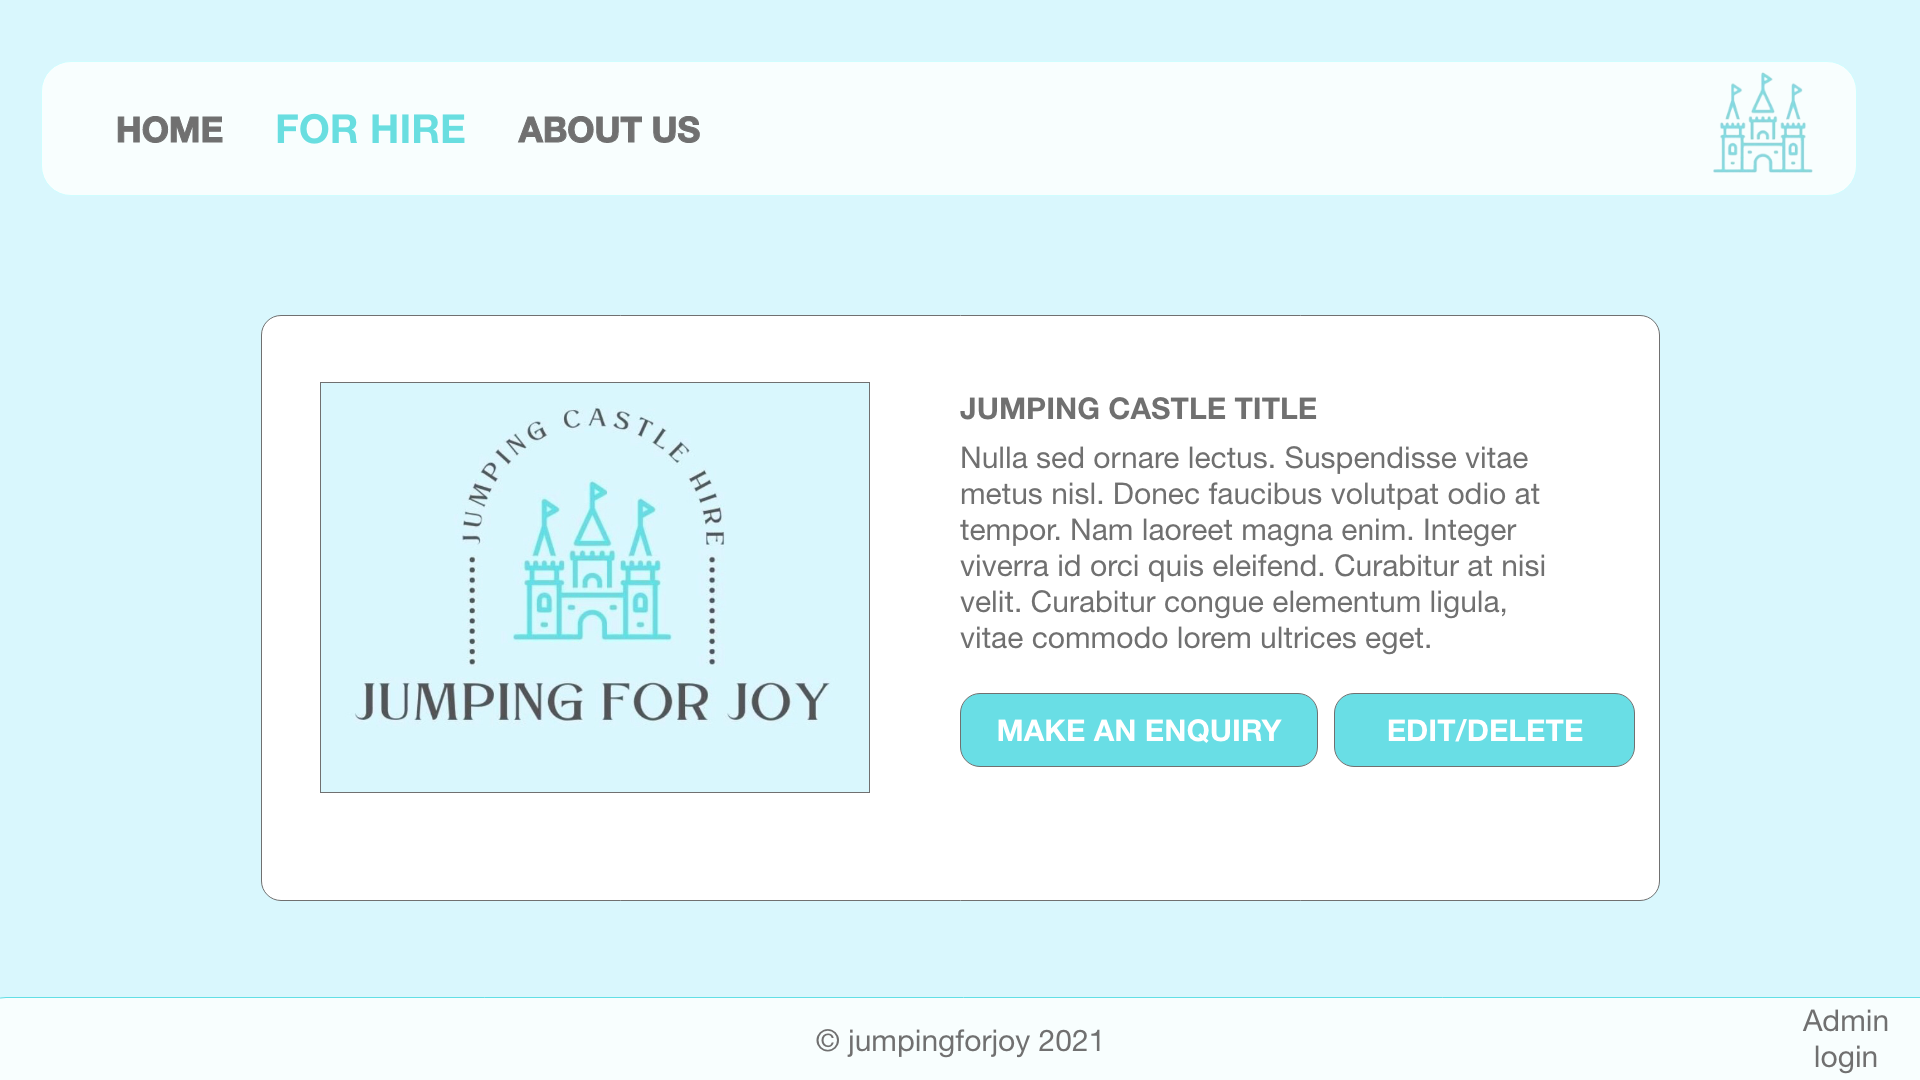 HOME FOR HIRE ABOUT US
JUMPING CASTLE HIRE
JUMPING FOR JOY
JUMPING CASTLE TITLE
Nulla sed ornare lectus. Suspendisse vitae
metus nisl. Donec faucibus volutpat odio at
tempor. Nam laoreet magna enim. Integer
viverra id orci quis eleifend. Curabitur at nisi
velit. Curabitur congue elementum ligula,
vitae commodo lorem ultrices eget.
MAKE AN ENQUIRY EDIT/DELETE
© jumpingforjoy 2021
Admin
login